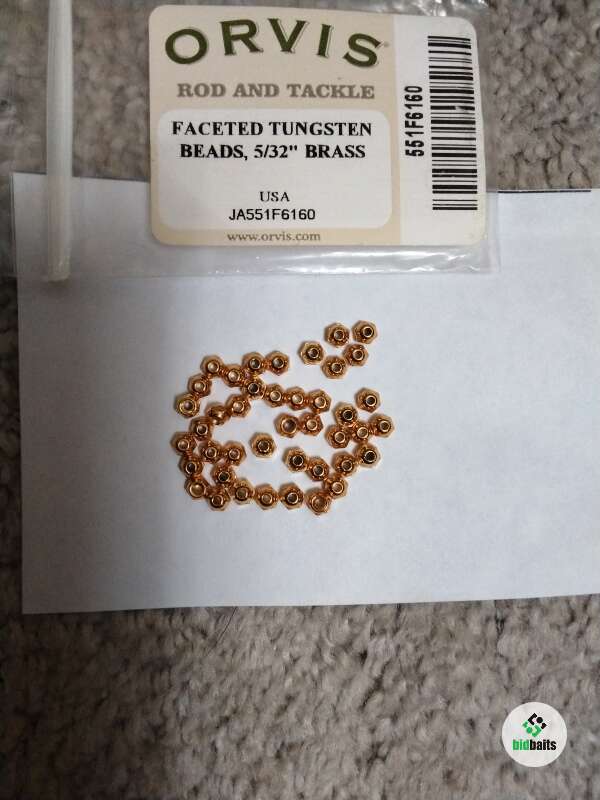 ORVIS
ROD AND TACKLE
FACETED TUNGSTEN
BEADS, 5/32" BRASS
USA
JA551F6160
www.orvis.com
551F6160
bidbaits